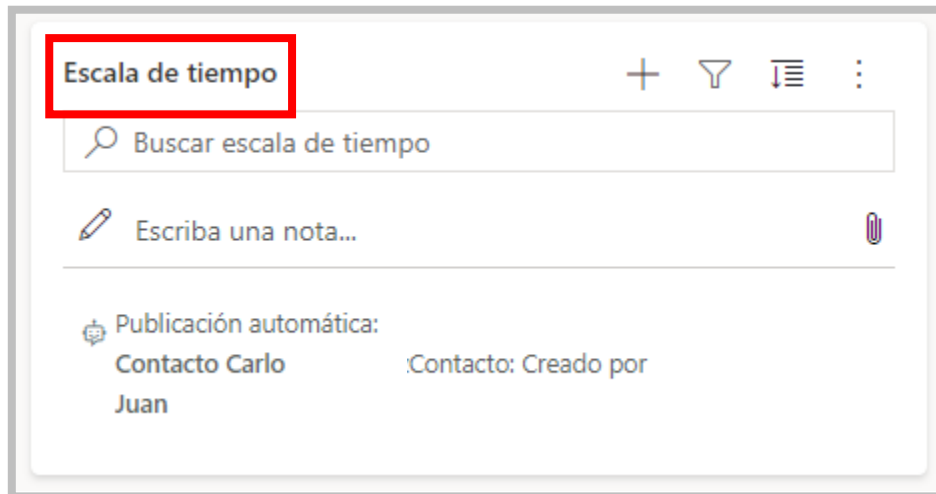 Escala de tiempo
Buscar escala de tiempo
Escriba una nota...
Publicación automática:
Contacto Carlo :Contacto: Creado por
Juan